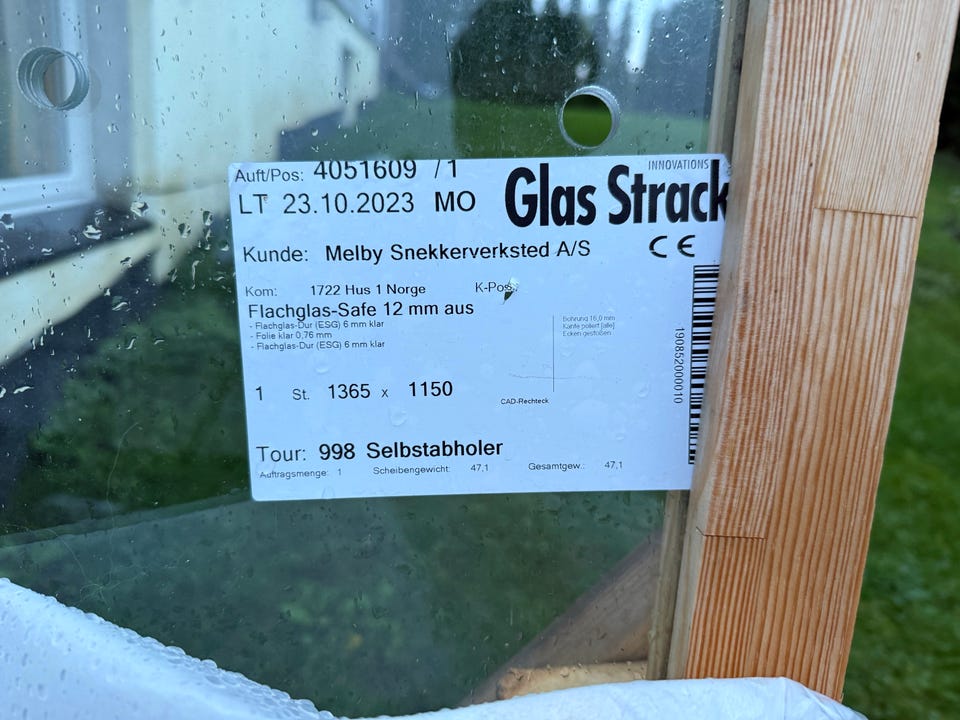 Auft/Pos: 4051609 / 1
INNOVATIONS
Glas Strack
LT 23.10.2023 MO
Kunde: Melby Snekkerverksted A/S
CE
Kom: 1722 Hus 1 Norge K-Pos.:
Flachglas-Safe 12 mm aus
- Flachglas-Dur (ESG) 6 mm klar
- Folie klar 0,76 mm
- Flachglas-Dur (ESG) 6 mm klar
Bohrung 16,0 mm
Kante poliert [alle]
Ecken gestoßen
190852000010
1 St. 1365 x 1150
CAD-Rechteck
Tour: 998 Selbstabholer
Auftragsmenge: 1 Scheibengewicht: 47,1 Gesamtgew.: 47,1